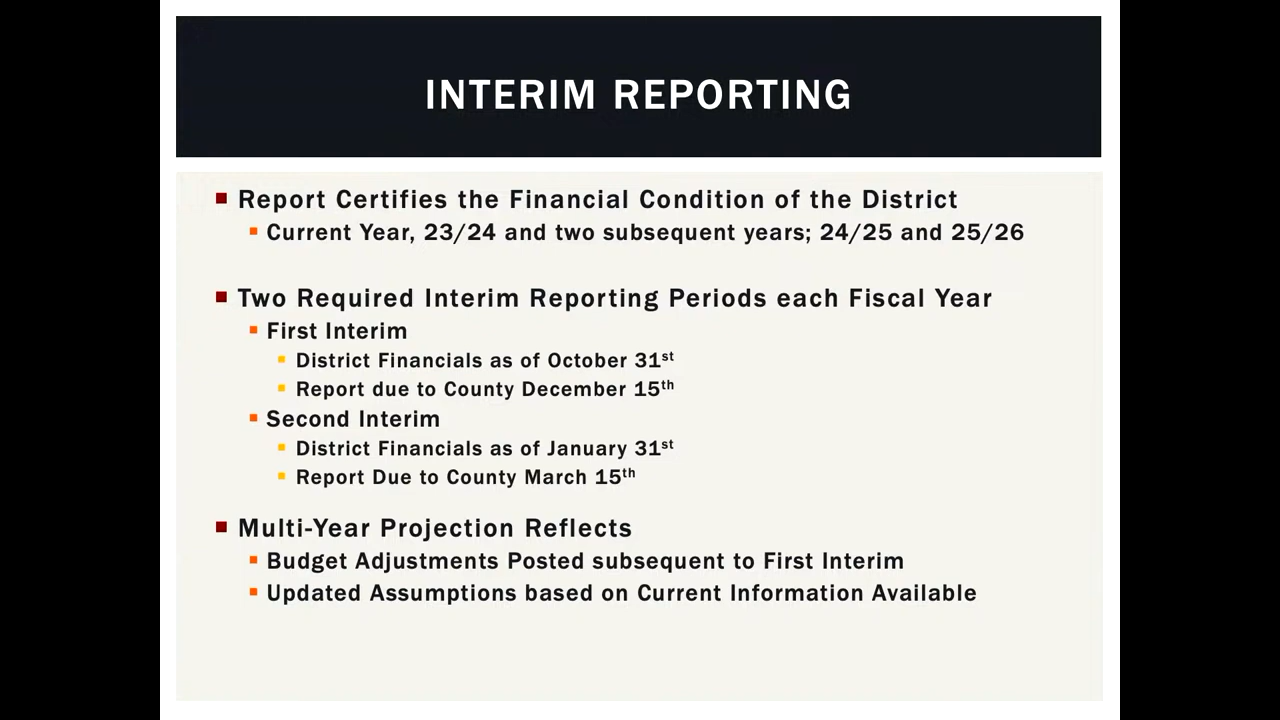 INTERIM REPORTING
Report Certifies the Financial Condition of the District
Current Year, 23/24 and two subsequent years; 24/25 and 25/26
Two Required Interim Reporting Periods each Fiscal Year
First Interim
District Financials as of October 31st
Report due to County December 15th
Second Interim
District Financials as of January 31st
Report Due to County March 15th
Multi-Year Projection Reflects
Budget Adjustments Posted subsequent to First Interim
Updated Assumptions based on Current Information Available